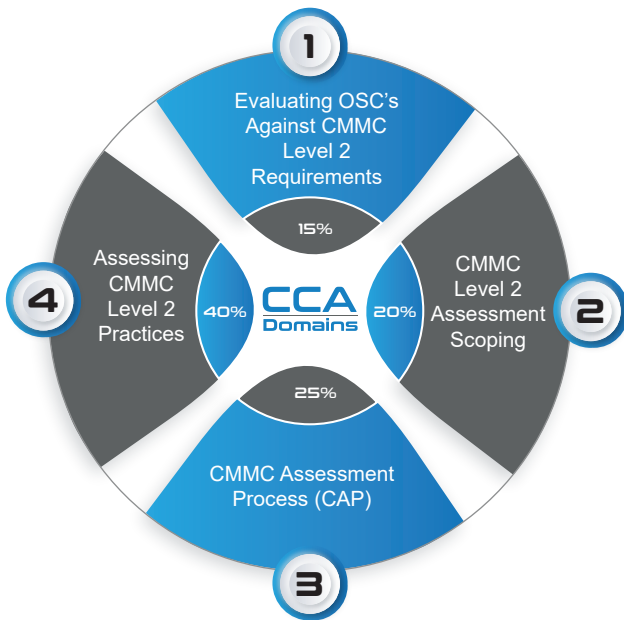 1
Evaluating OSC's
Against CMMC
Level 2
Requirements
15%
4
Assessing
CMMC
Level 2
Practices
40%
CCA
Domains
20%
CMMC
Level 2
Assessment
Scoping
2
25%
CMMC Assessment
Process (CAP)
3